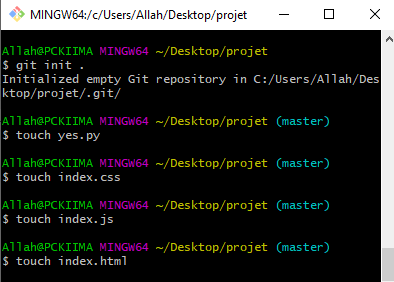 MINGW64:/c/Users/Allah/Desktop/projet
Allah@PCKIIMA MINGW64 ~/Desktop/projet
$ git init .
Initialized empty Git repository in C:/Users/Allah/Des
ktop/projet/.git/
Allah@PCKIIMA MINGW64 ~/Desktop/projet (master)
$ touch yes.py
Allah@PCKIIMA MINGW64 ~/Desktop/projet (master)
$ touch index.css
Allah@PCKIIMA MINGW64 ~/Desktop/projet (master)
$ touch index.js
Allah@PCKIIMA MINGW64 ~/Desktop/projet (master)
$ touch index.html